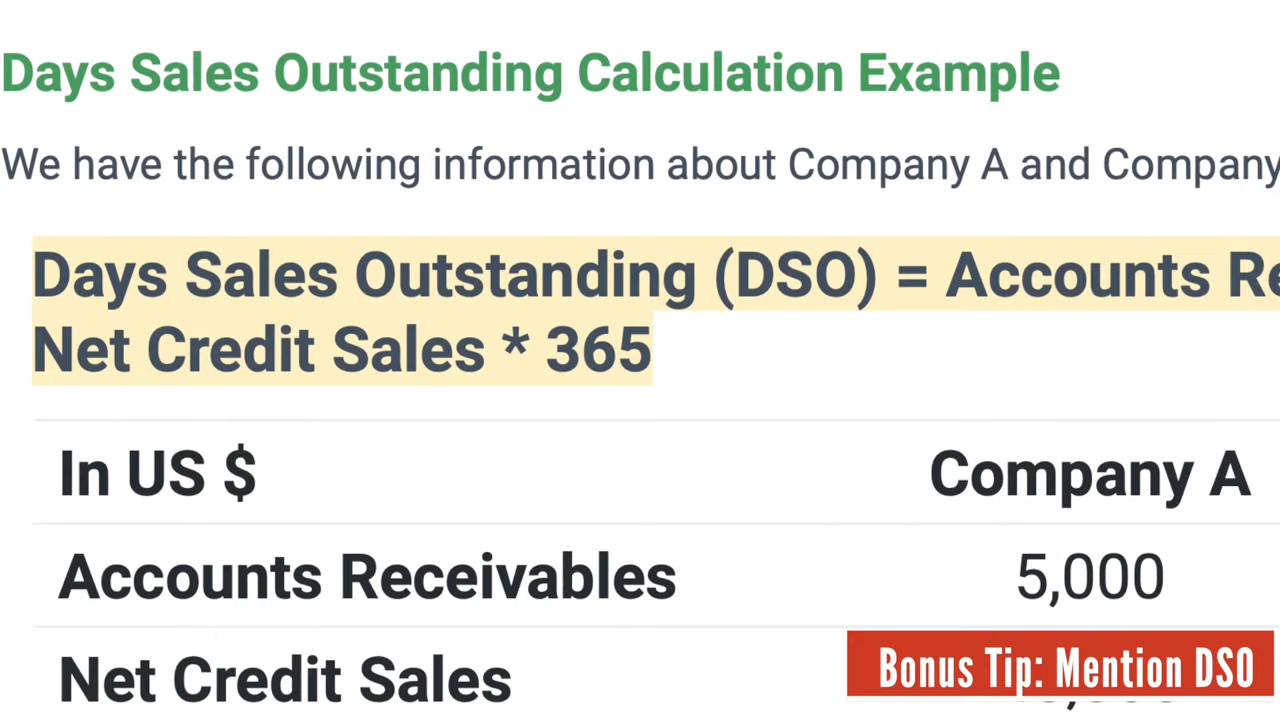 Days Sales Outstanding Calculation Example
We have the following information about Company A and Company
Days Sales Outstanding (DSO) = Accounts
Net Credit Sales * 365
In US $ Company A
Accounts Receivables 5,000
Net Credit Sales
Bonus Tip: Mention DSO